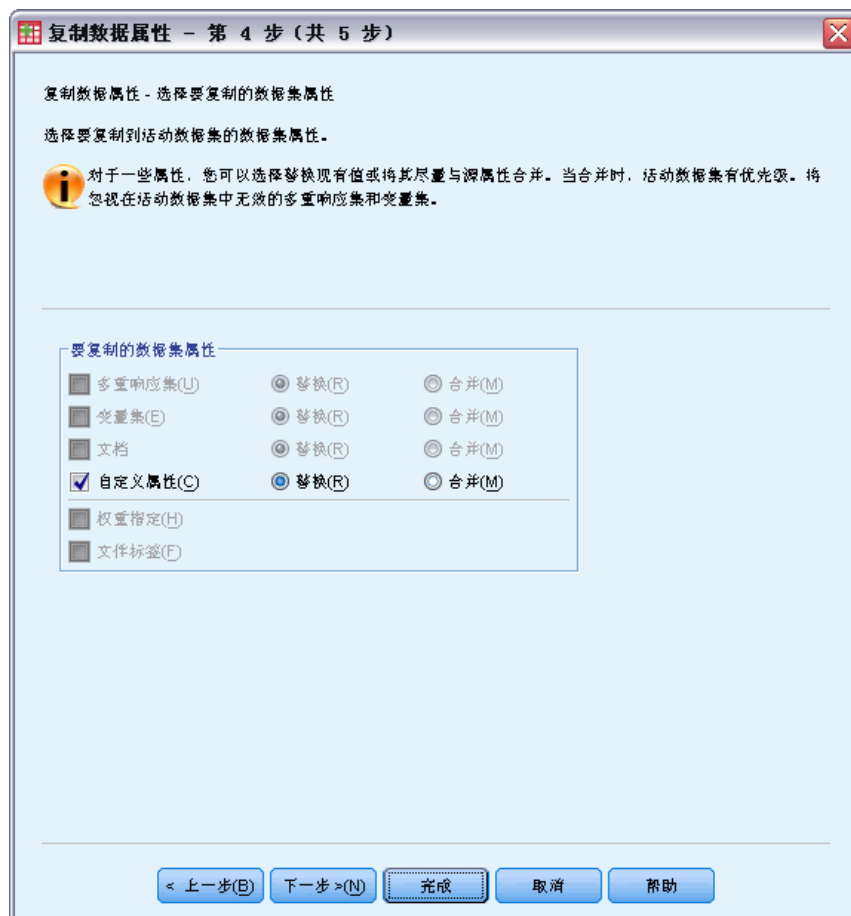 复制数据属性 - 第 4 步(共 5 步)
复制数据属性 - 选择要复制的数据集属性
选择要复制到活动数据集的数据集属性。
对于一些属性，您可以选择替换现有值或将其尽量与源属性合并。当合并时，活动数据集有优先级。将
忽视在活动数据集中无效的多重响应集和变量集。
要复制的数据集属性
多重响应集(U) 替换(R) 合并(M)
变量集(E) 替换(R) 合并(M)
文档 替换(R) 合并(M)
自定义属性(C) 替换(R) 合并(M)
权重指定(H)
文件标签(F)
< 上一步(B) 下一步 >(N) 完成 取消 帮助